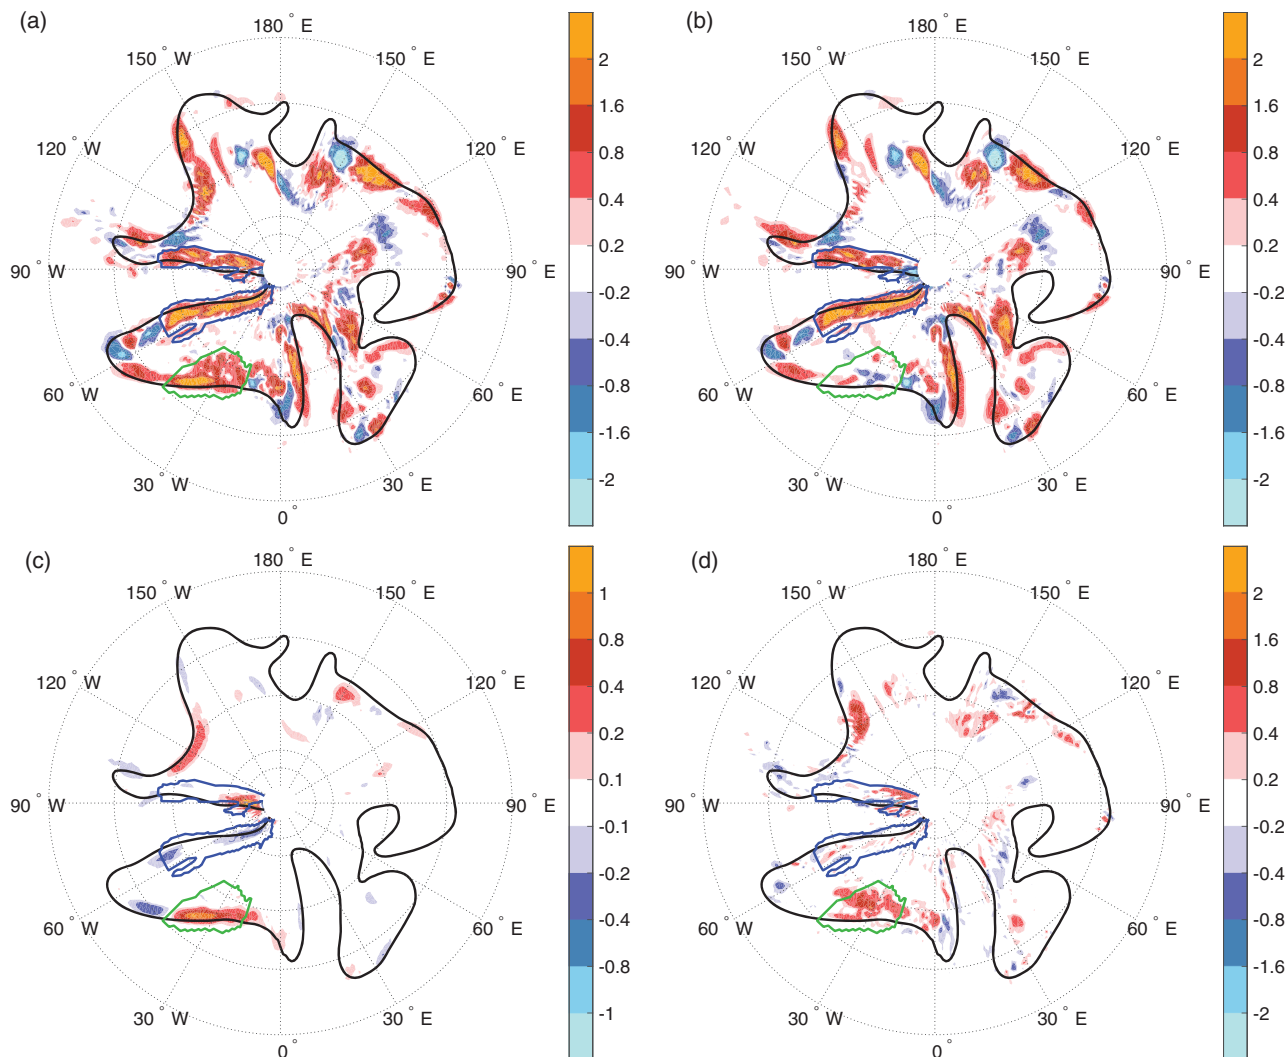 (a)
180 ° E
150 ° W
150 ° E
120 ° W
120 ° E
90 ° W
90 ° E
60 ° W
60 ° E
30 ° W
30 ° E
0 °
2
1.6
0.8
0.4
0.2
-0.2
-0.4
-0.8
-1.6
-2
(b)
180 ° E
150 ° W
150 ° E
120 ° W
120 ° E
90 ° W
90 ° E
60 ° W
60 ° E
30 ° W
30 ° E
0 °
2
1.6
0.8
0.4
0.2
-0.2
-0.4
-0.8
-1.6
-2
(c)
180 ° E
150 ° W
150 ° E
120 ° W
120 ° E
90 ° W
90 ° E
60 ° W
60 ° E
30 ° W
30 ° E
0 °
1
0.8
0.4
0.2
0.1
-0.1
-0.2
-0.4
-0.8
-1
(d)
180 ° E
150 ° W
150 ° E
120 ° W
120 ° E
90 ° W
90 ° E
60 ° W
60 ° E
30 ° W
30 ° E
0 °
2
1.6
0.8
0.4
0.2
-0.2
-0.4
-0.8
-1.6
-2